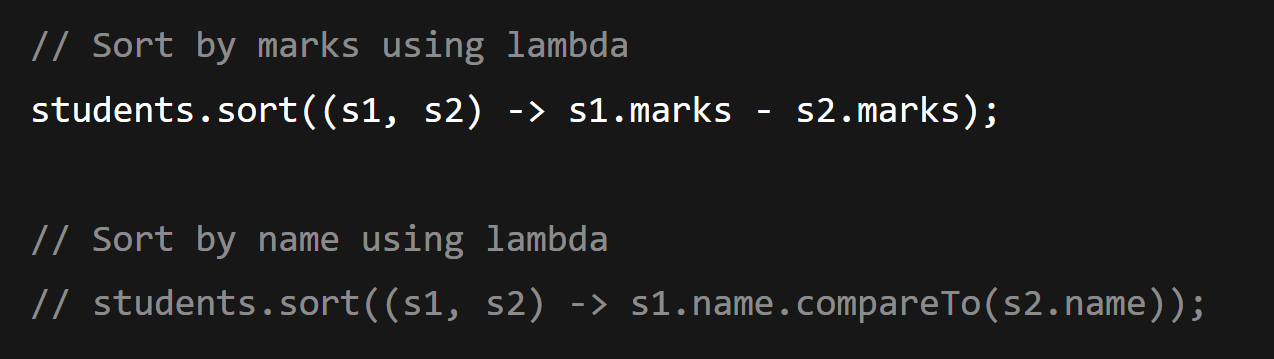 // Sort by marks using lambda
students.sort((s1, s2) -> s1.marks - s2.marks);
// Sort by name using lambda
// students.sort((s1, s2) -> s1.name.compareTo(s2.name));